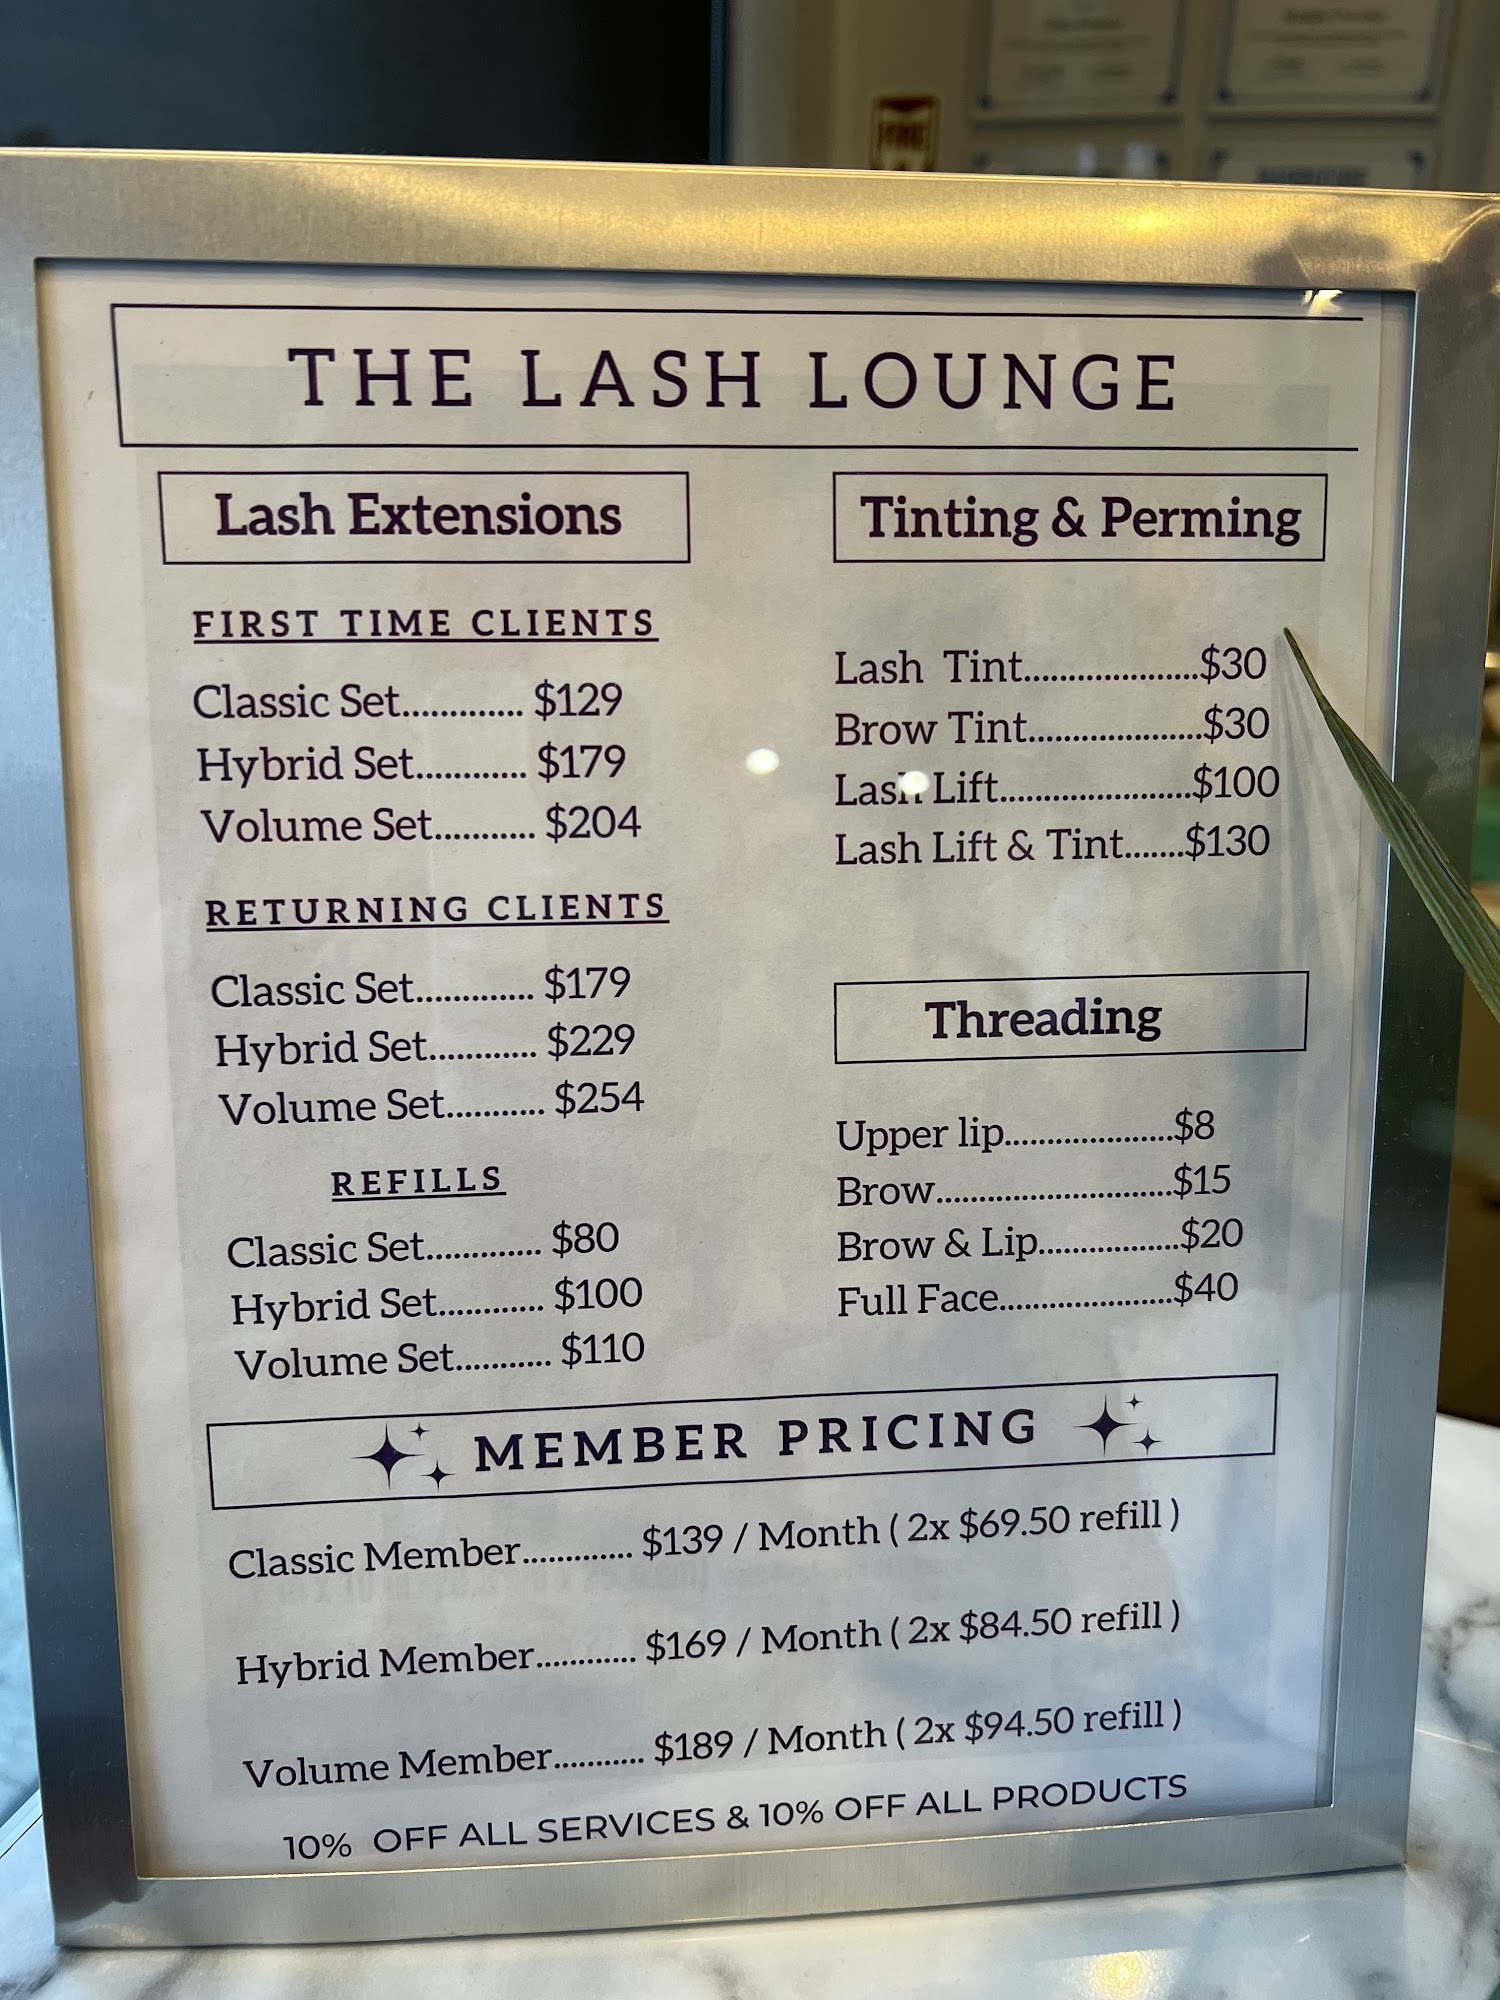 THE LASH LOUNGE
Lash Extensions
FIRST TIME CLIENTS
Classic Set............. $129
Hybrid Set............ $179
Volume Set........... $204
RETURNING CLIENTS
Classic Set............. $179
Hybrid Set............ $229
Volume Set........... $254
REFILLS
Classic Set............. $80
Hybrid Set............ $100
Volume Set........... $110
Tinting & Perming
Lash Tint....................$30
Brow Tint....................$30
Lash Lift......................$100
Lash Lift & Tint.......$130
Threading
Upper lip....................$8
Brow............................$15
Brow & Lip.................$20
Full Face....................$40
MEMBER PRICING
Classic Member............. $139 / Month ( 2x $69.50 refill )
Hybrid Member............ $169 / Month ( 2x $84.50 refill )
Volume Member........... $189 / Month ( 2x $94.50 refill )
10% OFF ALL SERVICES & 10% OFF ALL PRODUCTS